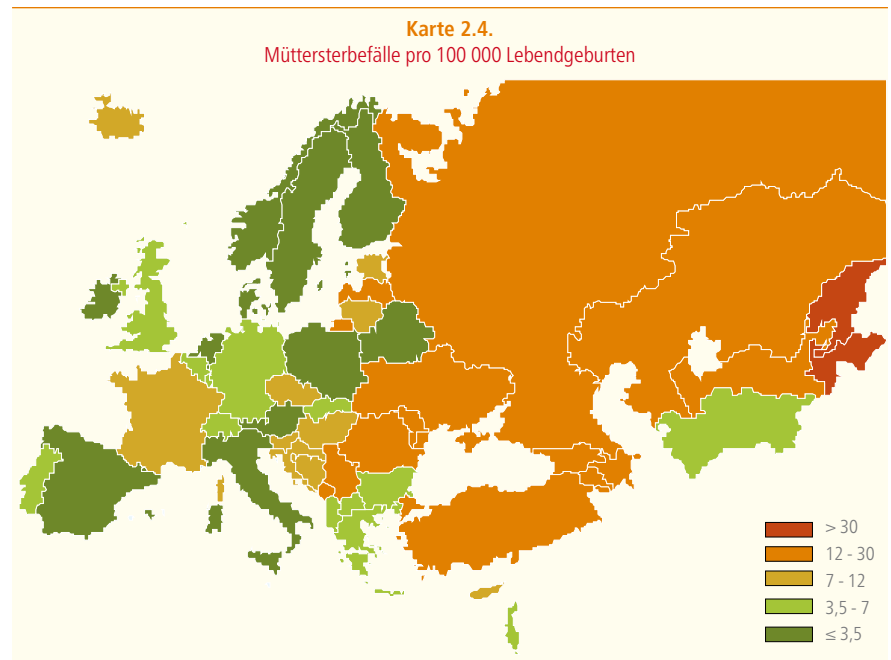 Karte 2.4.
Müttersterbefälle pro 100 000 Lebendgeburten
> 30
12 - 30
7 - 12
3,5 - 7
≤ 3,5